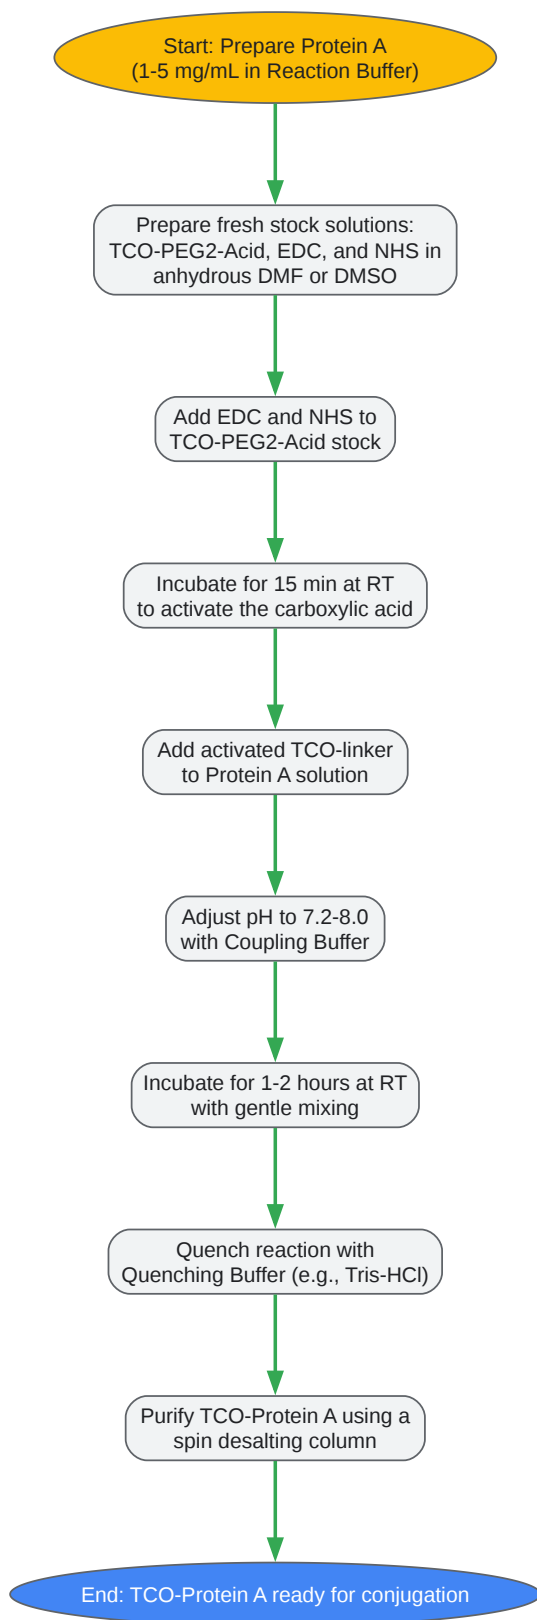 Start: Prepare Protein A
(1-5 mg/mL in Reaction Buffer)
Prepare fresh stock solutions:
TCO-PEG2-Acid, EDC, and NHS in
anhydrous DMF or DMSO
Add EDC and NHS to
TCO-PEG2-Acid stock
Incubate for 15 min at RT
to activate the carboxylic acid
Add activated TCO-linker
to Protein A solution
Adjust pH to 7.2-8.0
with Coupling Buffer
Incubate for 1-2 hours at RT
with gentle mixing
Quench reaction with
Quenching Buffer (e.g., Tris-HCl)
Purify TCO-Protein A using a
spin desalting column
End: TCO-Protein A ready for conjugation